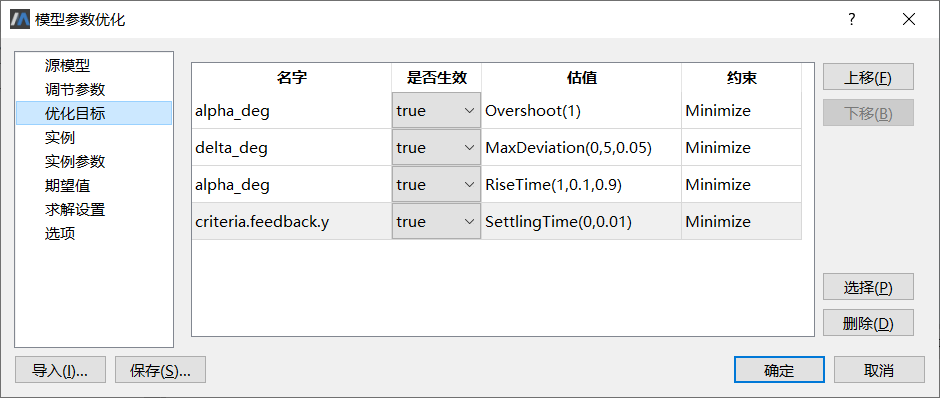 模型参数优化
源模型
调节参数
优化目标
实例
实例参数
期望值
求解设置
选项
名字 是否生效 估值 约束
alpha_deg true Overshoot(1) Minimize
delta_deg true MaxDeviation(0,5,0.05) Minimize
alpha_deg true RiseTime(1,0.1,0.9) Minimize
criteria.feedback.y true SettlingTime(0,0.01) Minimize
上移(F)
下移(B)
选择(P)
删除(D)
导入(I)... 保存(S)... 确定 取消